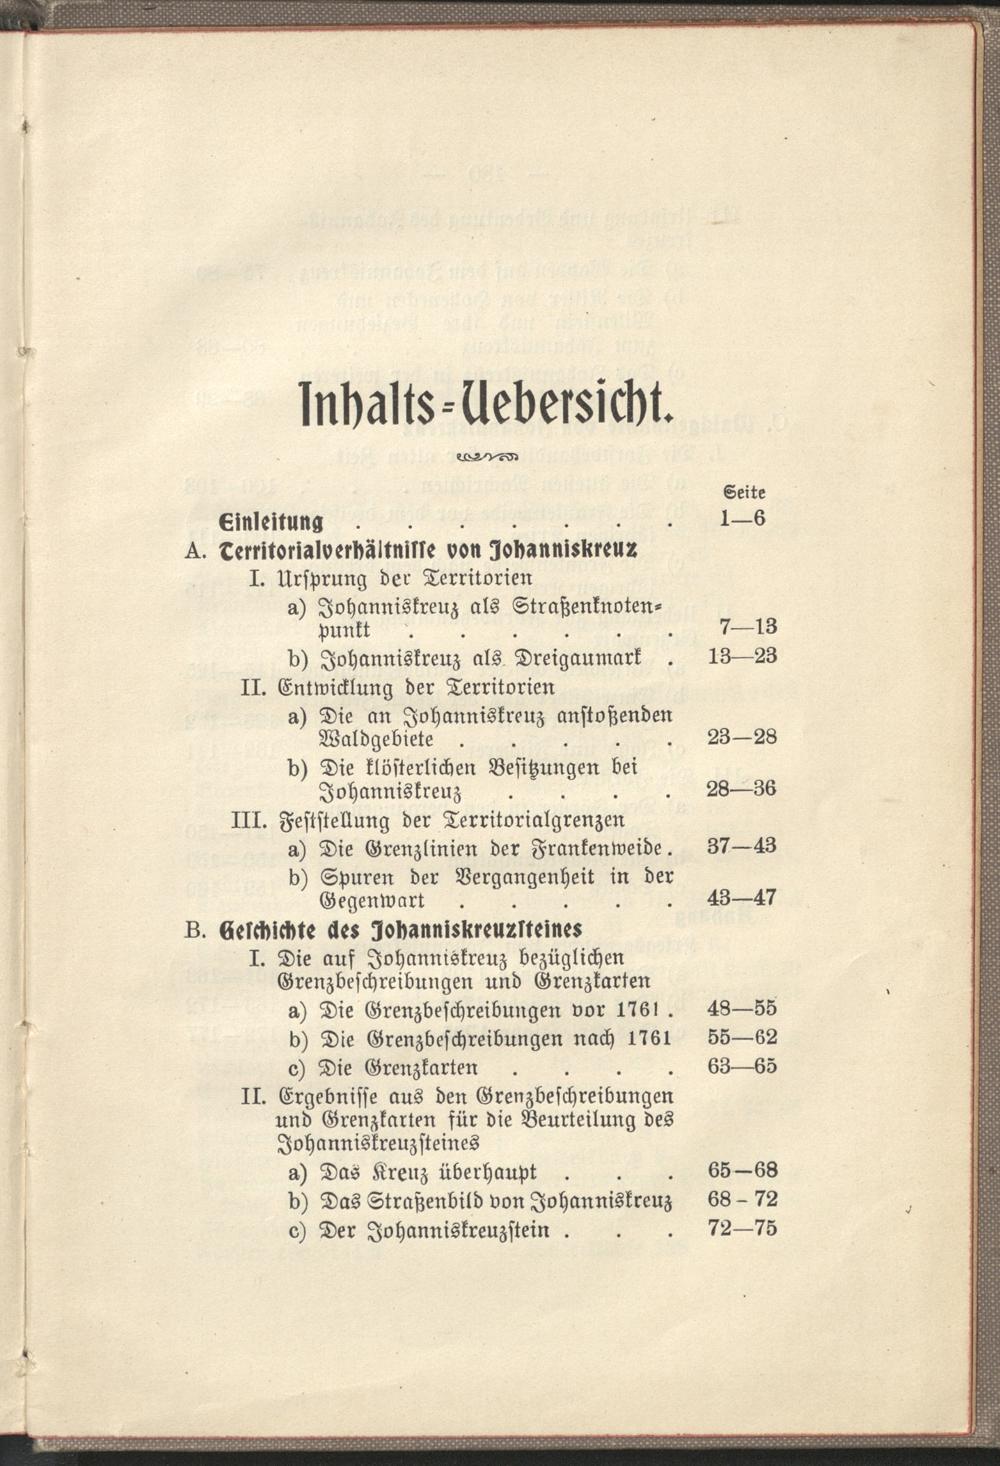 Inhalts-Uebersicht.
Seite
Einleitung . . . . . . . 1—6
A. Territorialverhältnisse von Johanniskreuz
I. Ursprung der Territorien
a) Johanniskreuz als Straßenknoten-
punkt . . . . . . 7—13
b) Johanniskreuz als Dreigaumark . 13—23
II. Entwicklung der Territorien
a) Die an Johanniskreuz anstoßenden
Waldgebiete . . . . . 23—28
b) Die klösterlichen Besitzungen bei
Johanniskreuz . . . . 28—36
III. Feststellung der Territorialgrenzen
a) Die Grenzlinien der Frankenweide . 37—43
b) Spuren der Vergangenheit in der
Gegenwart . . . . . 43—47
B. Geschichte des Johanniskreuzsteines
I. Die auf Johanniskreuz bezüglichen
Grenzbeschreibungen und Grenzkarten
a) Die Grenzbeschreibungen vor 1761 . 48—55
b) Die Grenzbeschreibungen nach 1761 55—62
c) Die Grenzkarten . . . . 63—65
II. Ergebnisse aus den Grenzbeschreibungen
und Grenzkarten für die Beurteilung des
Johanniskreuzsteines
a) Das Kreuz überhaupt . . . 65—68
b) Das Straßenbild von Johanniskreuz 68-72
c) Der Johanniskreuzstein . . . 72—75